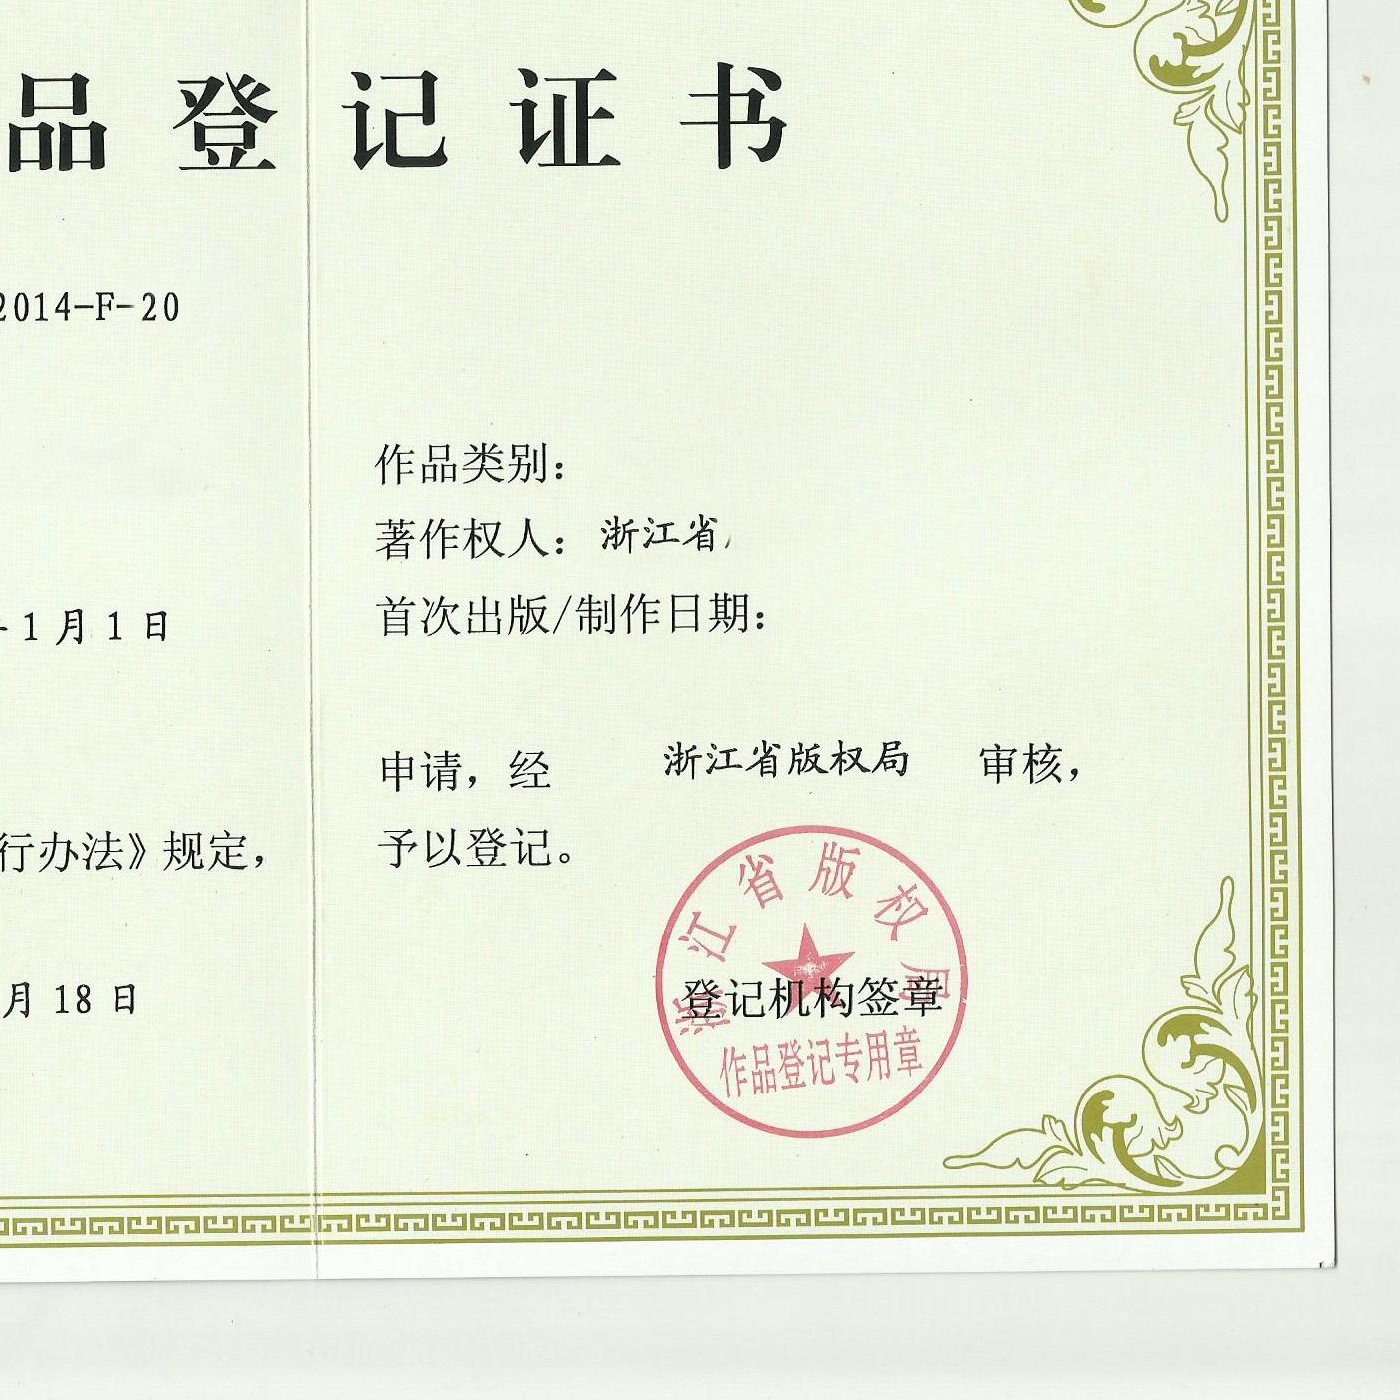 品登记证书
2014-F-20
作品类别：
著作权人：浙江省
首次出版/制作日期：
1月1日
申请，经 浙江省版权局 审核，
行办法》规定，
予以登记。
月18日
浙江省版权局
登记机构签章
作品登记专用章